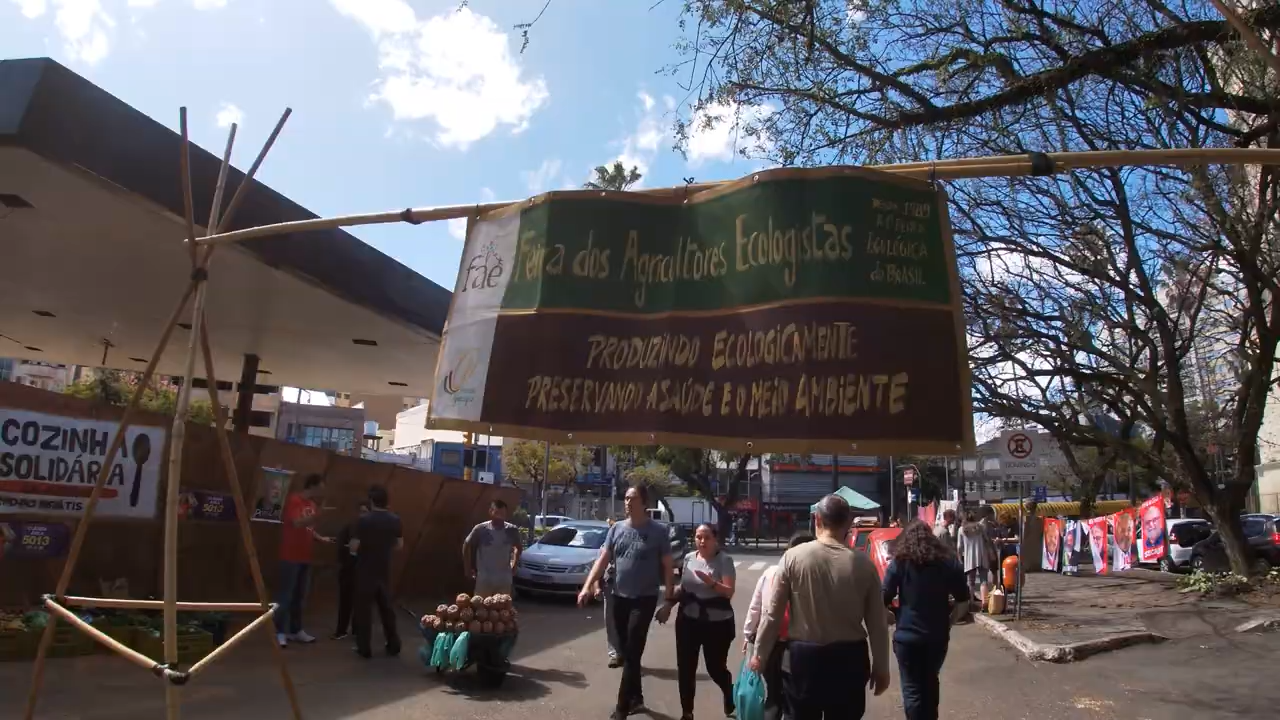 fae
Feira dos Agricultores Ecologistas
Desde 1989
A 1ª Feira
Ecológica
do Brasil
Produzindo Ecologicamente
Preservando a Saúde e o Meio Ambiente
COZINHA
SOLIDÁRIA
5013
5013